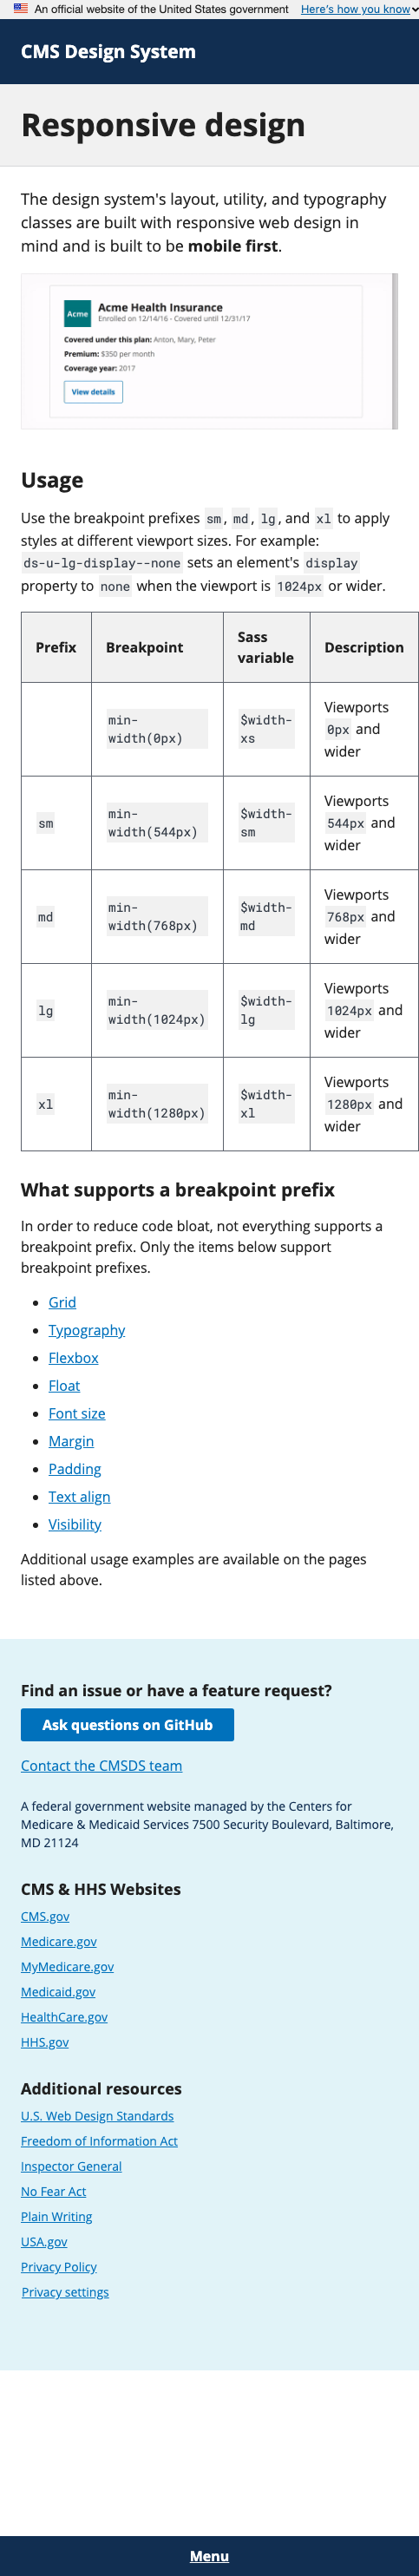 An official website of the United States government Here's how you know
CMS Design System
Responsive design
The design system's layout, utility, and typography
classes are built with responsive web design in
mind and is built to be mobile first.
Acme
Acme Health Insurance
Enrolled on 12/14/16 - Covered until 12/31/17
Covered under this plan: Anton, Mary, Peter
Premium: $350 per month
Coverage year: 2017
View details
Usage
Use the breakpoint prefixes sm, md, lg, and xl to apply
styles at different viewport sizes. For example:
ds-u-lg-display--none sets an element's display
property to none when the viewport is 1024px or wider.
Prefix Breakpoint Sass variable Description
min-width(0px) $width-xs Viewports 0px and wider
sm min-width(544px) $width-sm Viewports 544px and wider
md min-width(768px) $width-md Viewports 768px and wider
lg min-width(1024px) $width-lg Viewports 1024px and wider
xl min-width(1280px) $width-xl Viewports 1280px and wider
What supports a breakpoint prefix
In order to reduce code bloat, not everything supports a
breakpoint prefix. Only the items below support
breakpoint prefixes.
Grid
Typography
Flexbox
Float
Font size
Margin
Padding
Text align
Visibility
Additional usage examples are available on the pages
listed above.
Find an issue or have a feature request?
Ask questions on GitHub
Contact the CMSDS team
A federal government website managed by the Centers for
Medicare & Medicaid Services 7500 Security Boulevard, Baltimore,
MD 21124
CMS & HHS Websites
CMS.gov
Medicare.gov
MyMedicare.gov
Medicaid.gov
HealthCare.gov
HHS.gov
Additional resources
U.S. Web Design Standards
Freedom of Information Act
Inspector General
No Fear Act
Plain Writing
USA.gov
Privacy Policy
Privacy settings
Menu